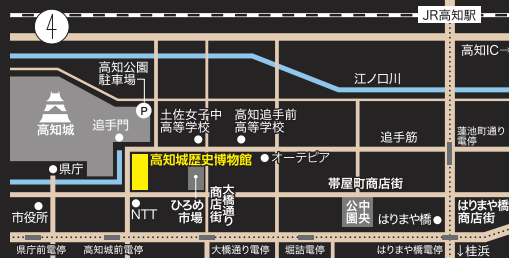 JR高知駅
4
高知IC
高知公園
駐車場
江ノ口川
P
高知城
追手門
土佐女子中
高等学校
高知追手前
高等学校
追手筋
蓮池町通り
電停
高知城歴史博物館
オーテピア
県庁
ひろめ
市場
大橋通り
商店街
帯屋町商店街
市役所
NTT
中央
公園
はりまや橋
はりまや橋
商店街
県庁前電停
高知城前電停
大橋通り電停
堀詰電停
はりまや橋電停
↓桂浜